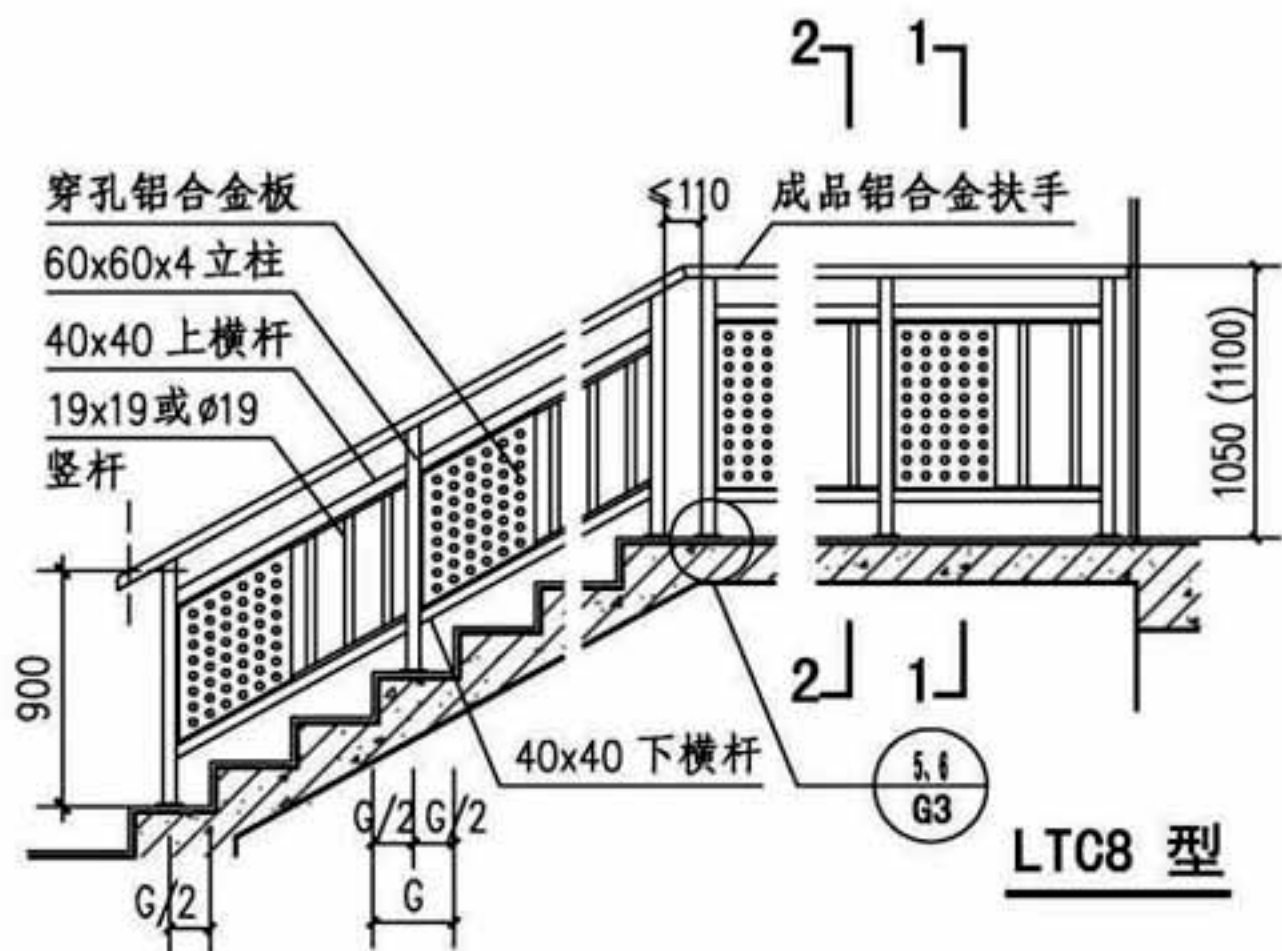 2 1
穿孔铝合金板
≤110
成品铝合金扶手
60x60x4 立柱
40x40 上横杆
19x19或ø19
竖杆
1050 (1100)
900
2 1
40x40 下横杆
5、6
G3
G/2 G/2
G/2
G
LTC8 型